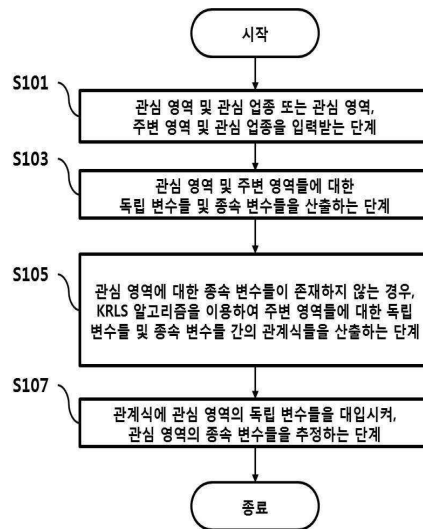 시작
S101
관심 영역 및 관심 업종 또는 관심 영역,
주변 영역 및 관심 업종을 입력받는 단계
S103
관심 영역 및 주변 영역들에 대한
독립 변수들 및 종속 변수들을 산출하는 단계
S105
관심 영역에 대한 종속 변수들이 존재하지 않는 경우,
KRLS 알고리즘을 이용하여 주변 영역들에 대한 독립
변수들 및 종속 변수들 간의 관계식들을 산출하는 단계
S107
관계식에 관심 영역의 독립 변수들을 대입시켜,
관심 영역의 종속 변수들을 추정하는 단계
종료